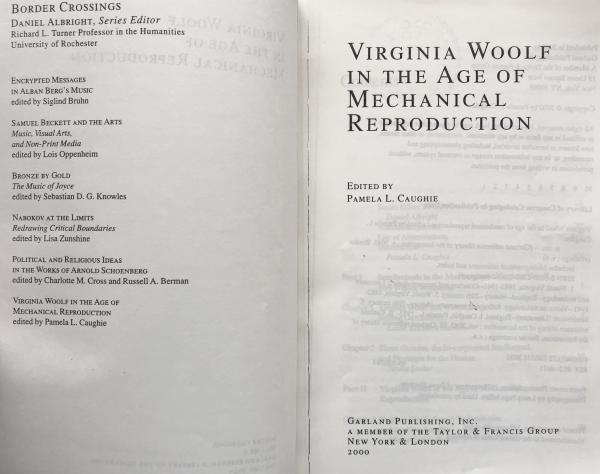 BORDER CROSSINGS
DANIEL ALBRIGHT, Series Editor
Richard L. Turner Professor in the Humanities
University of Rochester
ENCRYPTED MESSAGES
IN ALBAN BERG'S MUSIC
edited by Siglind Bruhn
SAMUEL BECKETT AND THE ARTS
Music, Visual Arts,
and Non-Print Media
edited by Lois Oppenheim
BRONZE BY GOLD
The Music of Joyce
edited by Sebastian D. G. Knowles
NABOKOV AT THE LIMITS
Redrawing Critical Boundaries
edited by Lisa Zunshine
POLITICAL AND RELIGIOUS IDEAS
IN THE WORKS OF ARNOLD SCHOENBERG
edited by Charlotte M. Cross and Russell A. Berman
VIRGINIA WOOLF IN THE AGE OF
MECHANICAL REPRODUCTION
edited by Pamela L. Caughie
VIRGINIA WOOLF
IN THE AGE OF
MECHANICAL
REPRODUCTION
EDITED BY
PAMELA L. CAUGHIE
GARLAND PUBLISHING, INC.
A MEMBER OF THE TAYLOR & FRANCIS GROUP
NEW YORK & LONDON
2000